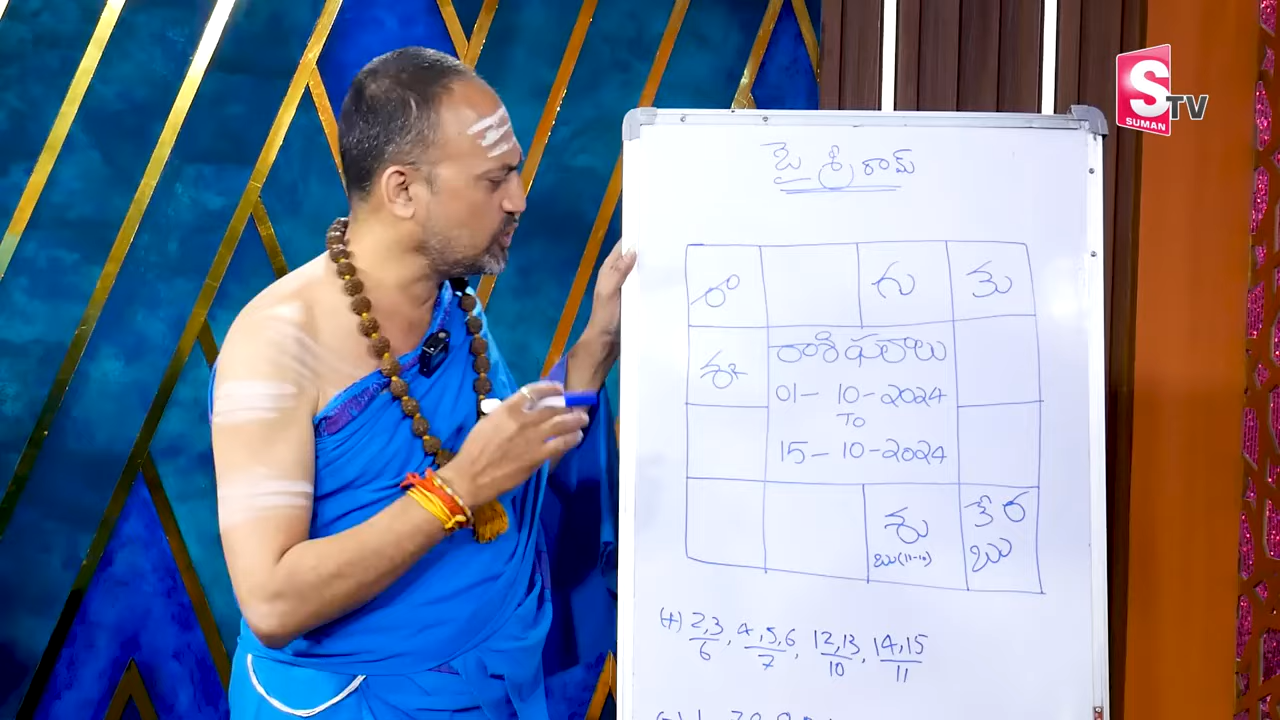 S TV
SUMAN
జై శ్రీ రామ్
రా గు కు
రాశి ఫలాలు
శ
01- 10-2024
TO
15- 10-2024
శు కే ర
బు(11-10) బు
(+) 2,3/6, 4,5,6/7, 12,13/10, 14,15/11